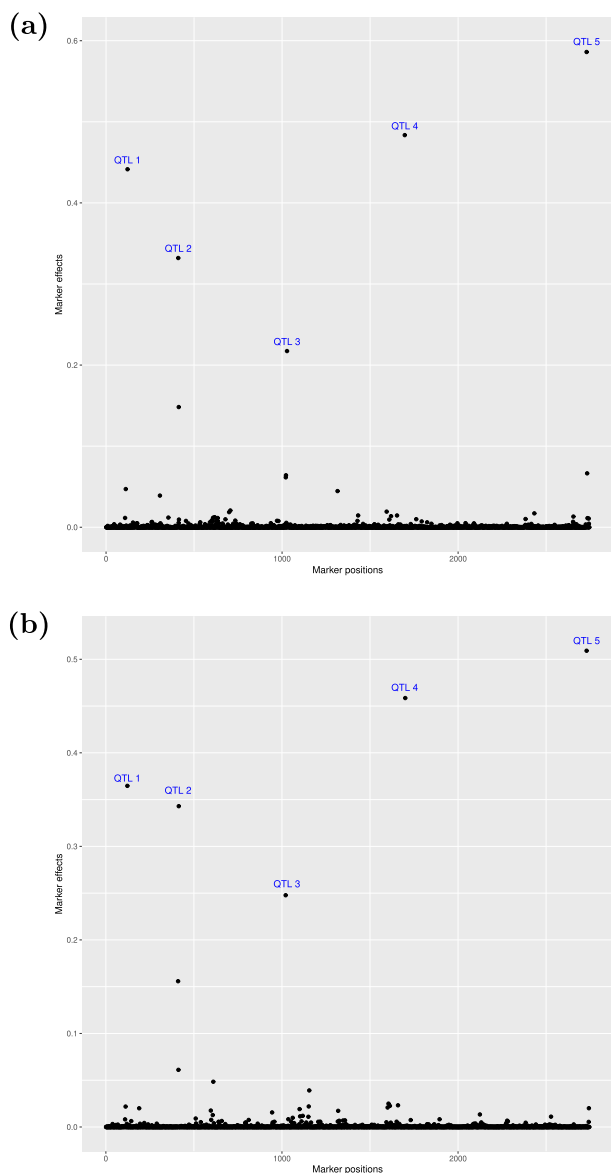 (a)
0.6
QTL 5
QTL 4
QTL 1
0.4
QTL 2
Marker effects
QTL 3
0.2
0.0
0
1000
2000
Marker positions
(b)
QTL 5
0.5
QTL 4
0.4
QTL 1
QTL 2
0.3
Marker effects
QTL 3
0.2
0.1
0.0
0
1000
2000
Marker positions